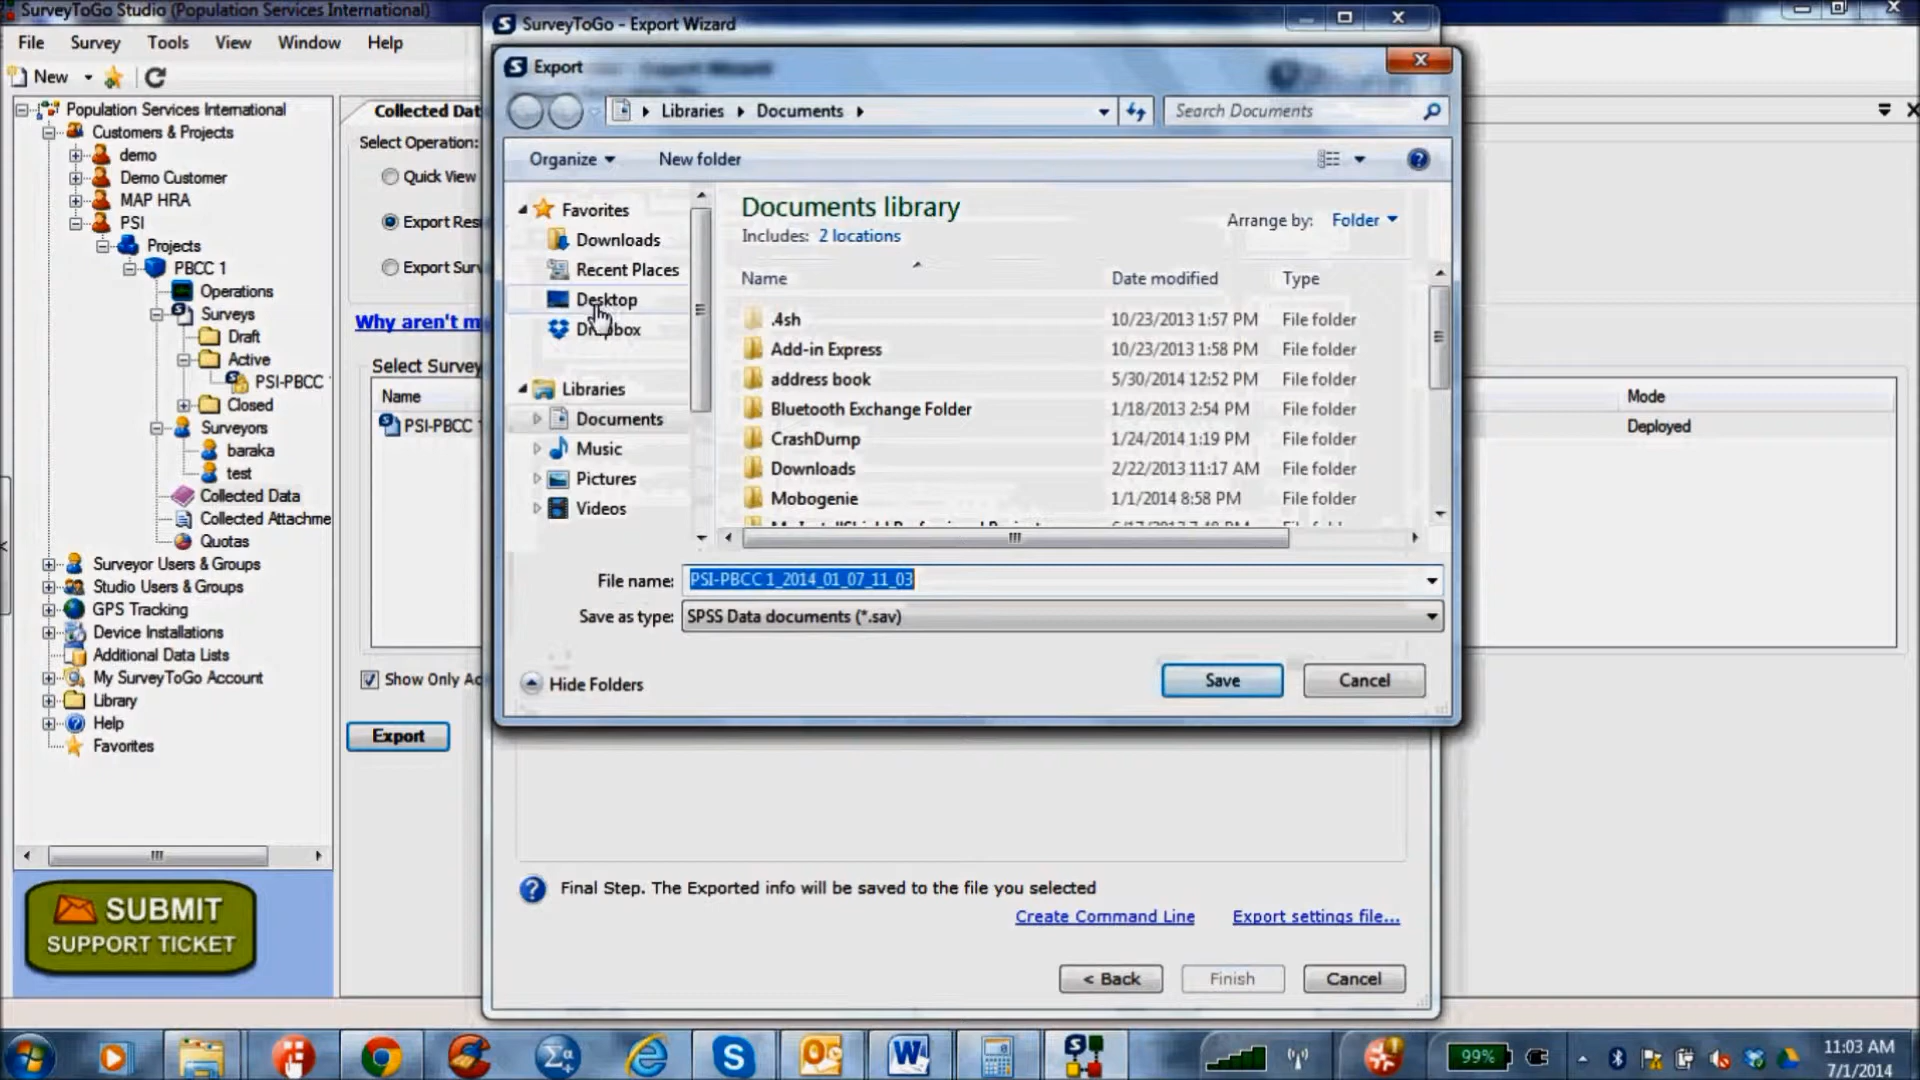 SurveyToGo Studio (Population Services International)
File Survey Tools View Window Help
New
Population Services International
Customers & Projects
demo
Demo Customer
MAP HRA
PSI
Projects
PBCC 1
Operations
Surveys
Draft
Active
PSI-PBCC
Closed
Surveyors
baraka
test
Collected Data
Collected Attachme
Quotas
Surveyor Users & Groups
Studio Users & Groups
GPS Tracking
Device Installations
Additional Data Lists
My SurveyToGo Account
Library
Help
Favorites
SUBMIT
SUPPORT TICKET
Collected Dat
Select Operation:
Quick View
Export Res
Export Sur
Why aren't m
Select Survey
Name
PSI-PBCC
Show Only Ac
Export
Mode
Deployed
SurveyToGo - Export Wizard
Export
Libraries Documents
Search Documents
Organize New folder
Favorites
Downloads
Recent Places
Desktop
Dropbox
Libraries
Documents
Music
Pictures
Videos
Documents library
Includes: 2 locations
Arrange by: Folder
Name Date modified Type
.4sh 10/23/2013 1:57 PM File folder
Add-in Express 10/23/2013 1:58 PM File folder
address book 5/30/2014 12:52 PM File folder
Bluetooth Exchange Folder 1/18/2013 2:54 PM File folder
CrashDump 1/24/2014 1:19 PM File folder
Downloads 2/22/2013 11:17 AM File folder
Mobogenie 1/1/2014 8:58 PM File folder
File name: PSI-PBCC 1_2014_01_07_11_03
Save as type: SPSS Data documents (*.sav)
Hide Folders
Save Cancel
Final Step. The Exported info will be saved to the file you selected
Create Command Line Export settings file...
< Back Finish Cancel
99%
11:03 AM
7/1/2014